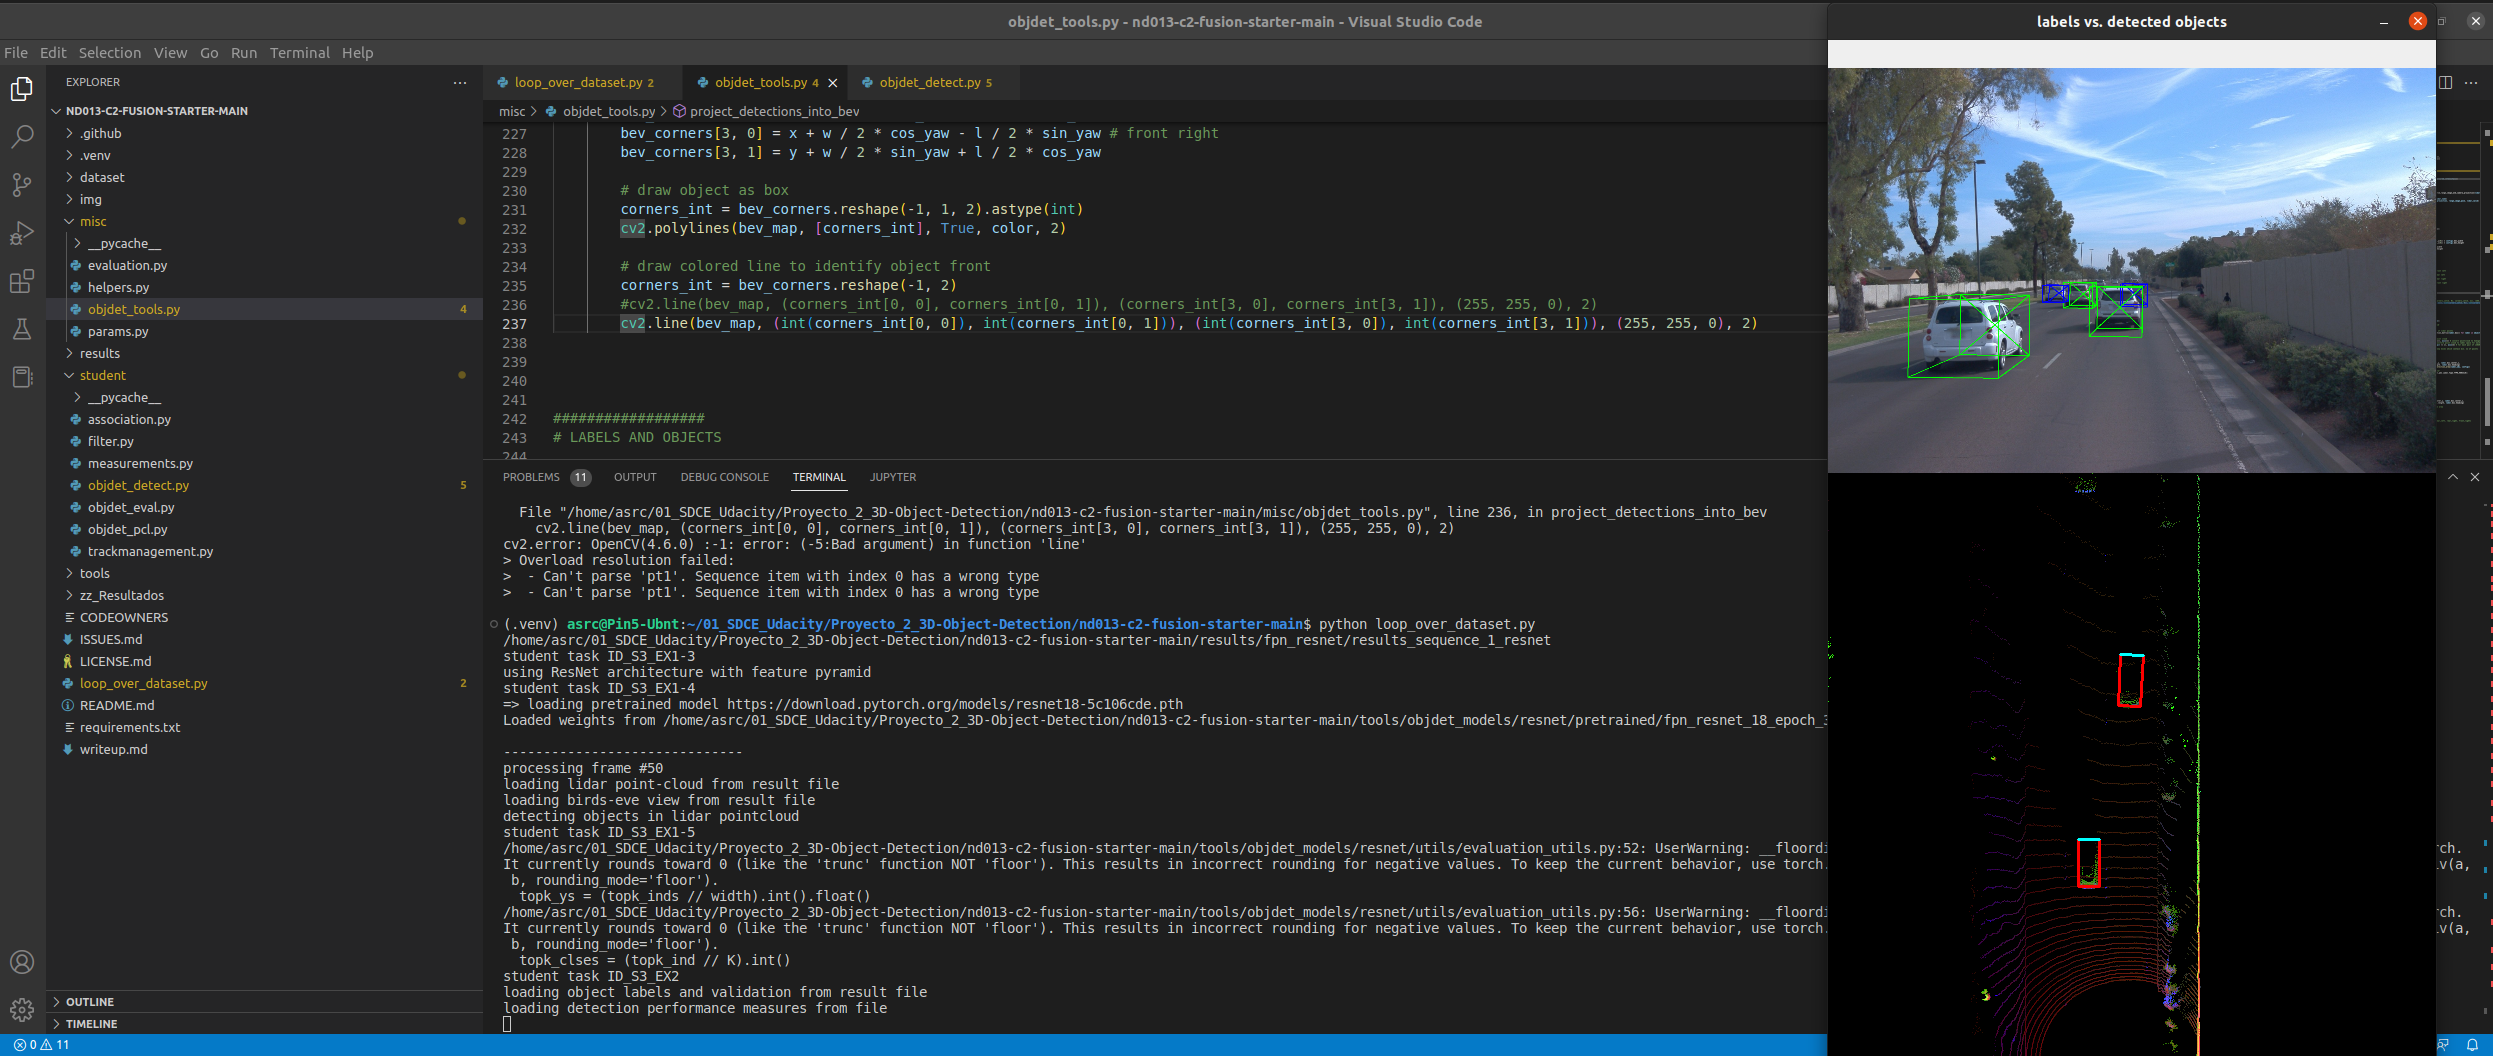 objdet_tools.py - nd013-c2-fusion-starter-main - Visual Studio Code
File Edit Selection View Go Run Terminal Help
EXPLORER
ND013-C2-FUSION-STARTER-MAIN
.github
.venv
dataset
img
misc
__pycache__
evaluation.py
helpers.py
objdet_tools.py 4
params.py
results
student
__pycache__
association.py
filter.py
measurements.py
objdet_detect.py 5
objdet_eval.py
objdet_pcl.py
trackmanagement.py
tools
zz_Resultados
CODEOWNERS
ISSUES.md
LICENSE.md
loop_over_dataset.py 2
README.md
requirements.txt
writeup.md
OUTLINE
TIMELINE
0 11
loop_over_dataset.py 2 objdet_tools.py 4 objdet_detect.py 5
misc > objdet_tools.py > project_detections_into_bev
227 bev_corners[3, 0] = x + w / 2 * cos_yaw - l / 2 * sin_yaw # front right
228 bev_corners[3, 1] = y + w / 2 * sin_yaw + l / 2 * cos_yaw
229
230 # draw object as box
231 corners_int = bev_corners.reshape(-1, 1, 2).astype(int)
232 cv2.polylines(bev_map, [corners_int], True, color, 2)
233
234 # draw colored line to identify object front
235 corners_int = bev_corners.reshape(-1, 2)
236 #cv2.line(bev_map, (corners_int[0, 0], corners_int[0, 1]), (corners_int[3, 0], corners_int[3, 1]), (255, 255, 0), 2)
237 cv2.line(bev_map, (int(corners_int[0, 0]), int(corners_int[0, 1])), (int(corners_int[3, 0]), int(corners_int[3, 1])), (255, 255, 0), 2)
238
239
240
241
242 ##################
243 # LABELS AND OBJECTS
244
PROBLEMS 11 OUTPUT DEBUG CONSOLE TERMINAL JUPYTER
File "/home/asrc/01_SDCE_Udacity/Proyecto_2_3D-Object-Detection/nd013-c2-fusion-starter-main/misc/objdet_tools.py", line 236, in project_detections_into_bev
cv2.line(bev_map, (corners_int[0, 0], corners_int[0, 1]), (corners_int[3, 0], corners_int[3, 1]), (255, 255, 0), 2)
cv2.error: OpenCV(4.6.0) :-1: error: (-5:Bad argument) in function 'line'
> Overload resolution failed:
>  - Can't parse 'pt1'. Sequence item with index 0 has a wrong type
>  - Can't parse 'pt1'. Sequence item with index 0 has a wrong type
(.venv) asrc@Pin5-Ubnt:~/01_SDCE_Udacity/Proyecto_2_3D-Object-Detection/nd013-c2-fusion-starter-main$ python loop_over_dataset.py
/home/asrc/01_SDCE_Udacity/Proyecto_2_3D-Object-Detection/nd013-c2-fusion-starter-main/results/fpn_resnet/results_sequence_1_resnet
student task ID_S3_EX1-3
using ResNet architecture with feature pyramid
student task ID_S3_EX1-4
=> loading pretrained model https://download.pytorch.org/models/resnet18-5c106cde.pth
Loaded weights from /home/asrc/01_SDCE_Udacity/Proyecto_2_3D-Object-Detection/nd013-c2-fusion-starter-main/tools/objdet_models/resnet/pretrained/fpn_resnet_18_epoch_3
------------------------------
processing frame #50
loading lidar point-cloud from result file
loading birds-eye view from result file
detecting objects in lidar pointcloud
student task ID_S3_EX1-5
/home/asrc/01_SDCE_Udacity/Proyecto_2_3D-Object-Detection/nd013-c2-fusion-starter-main/tools/objdet_models/resnet/utils/evaluation_utils.py:52: UserWarning: __floordi rch.
It currently rounds toward 0 (like the 'trunc' function NOT 'floor'). This results in incorrect rounding for negative values. To keep the current behavior, use torch. iv(a,
b, rounding_mode='floor').
topk_ys = (topk_inds // width).int().float()
/home/asrc/01_SDCE_Udacity/Proyecto_2_3D-Object-Detection/nd013-c2-fusion-starter-main/tools/objdet_models/resnet/utils/evaluation_utils.py:56: UserWarning: __floordi rch.
It currently rounds toward 0 (like the 'trunc' function NOT 'floor'). This results in incorrect rounding for negative values. To keep the current behavior, use torch. iv(a,
b, rounding_mode='floor').
topk_clses = (topk_ind // K).int()
student task ID_S3_EX2
loading object labels and validation from result file
loading detection performance measures from file
labels vs. detected objects